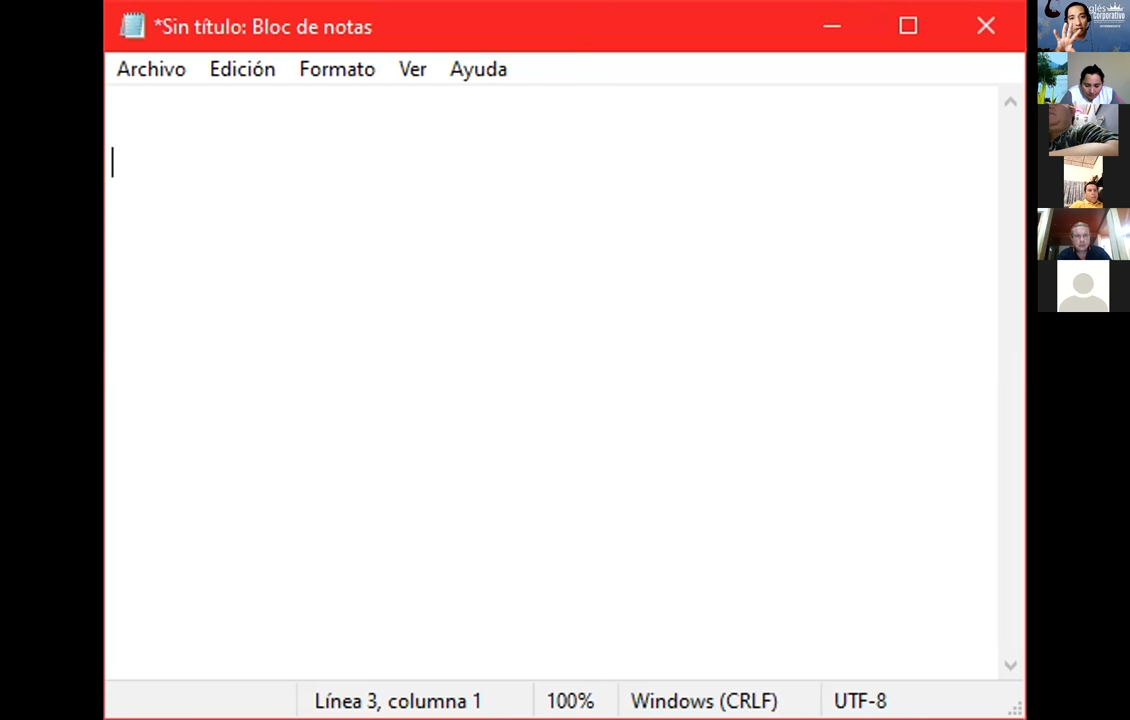 *Sin título: Bloc de notas
Archivo Edición Formato Ver Ayuda
Línea 3, columna 1 100% Windows (CRLF) UTF-8